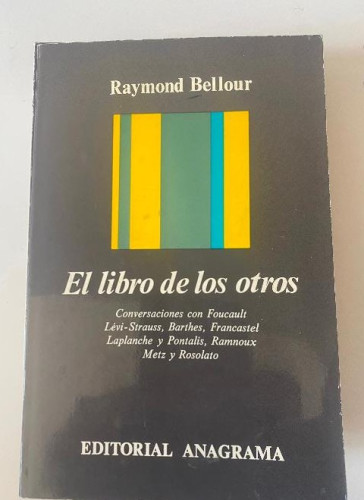 Raymond Bellour
El libro de los otros
Conversaciones con Foucault
Lévi-Strauss, Barthes, Francastel
Laplanche y Pontalis, Ramnoux
Metz y Rosolato
EDITORIAL ANAGRAMA